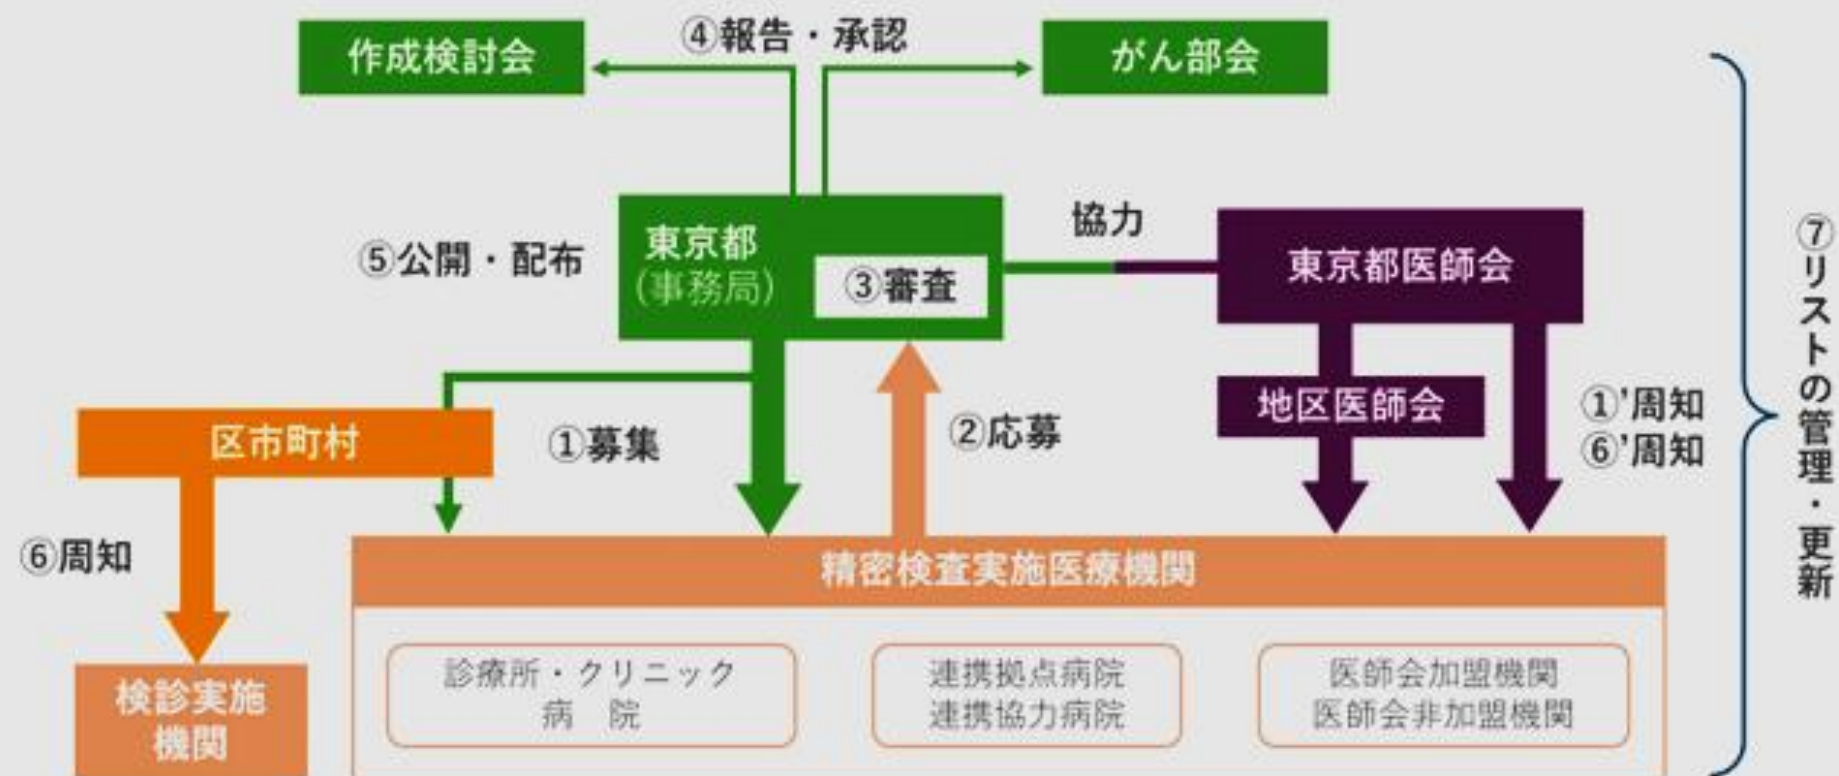 ④報告・承認
作成検討会
がん部会
協力
東京都
(事務局)
③審査
東京都医師会
⑤公開・配布
⑦リストの管理・更新
地区医師会
①'周知
⑥'周知
区市町村
①募集
②応募
⑥周知
精密検査実施医療機関
検診実施
機関
診療所・クリニック
病 院
連携拠点病院
連携協力病院
医師会加盟機関
医師会非加盟機関